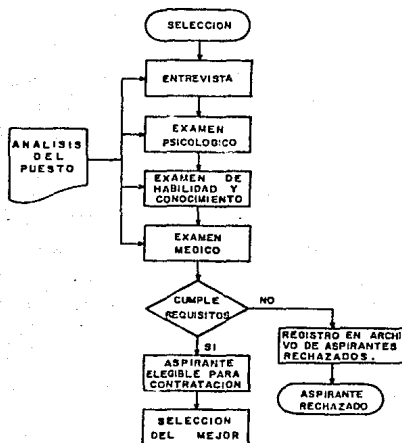 SELECCION
ENTREVISTA
ANALISIS
DEL
PUESTO
EXAMEN
PSICOLOGICO
EXAMEN DE
HABILIDAD Y
CONOCIMIENTO
EXAMEN
MEDICO
CUMPLE
REQUISITOS
NO
SI
REGISTRO EN ARCHI
VO DE ASPIRANTES
RECHAZADOS.
ASPIRANTE
ELEGIBLE PARA
CONTRATACION
ASPIRANTE
RECHAZADO
SELECCION
DEL MEJOR